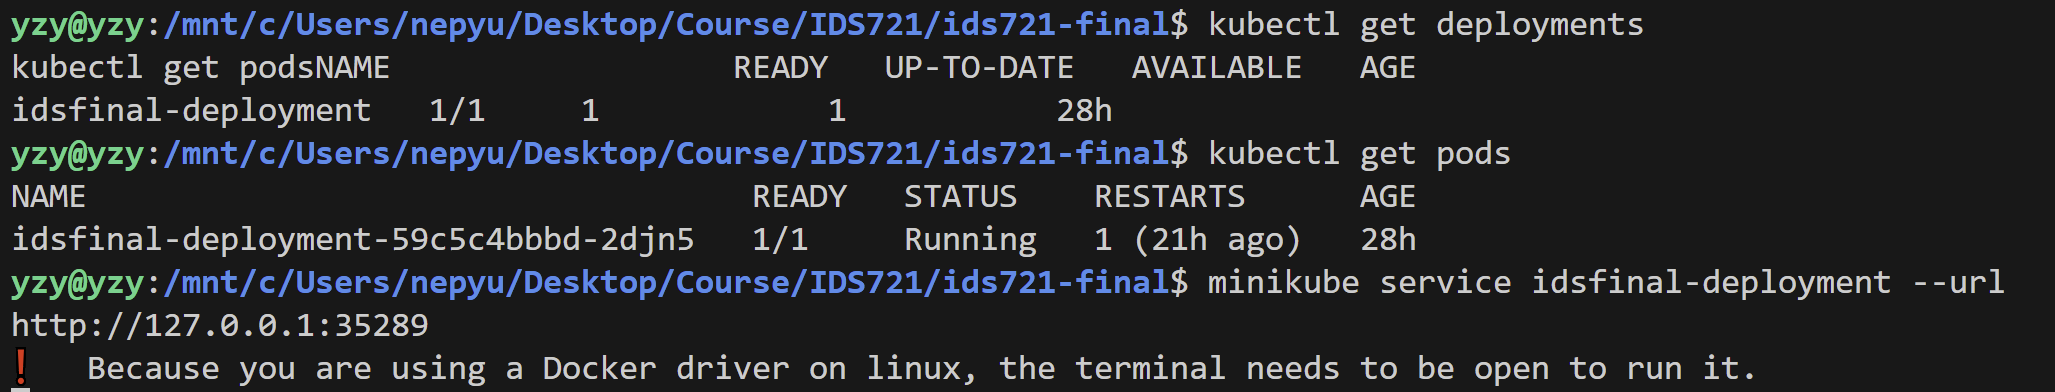 yzy@yzy:/mnt/c/Users/nepyu/Desktop/Course/IDS721/ids721-final$ kubectl get deployments
kubectl get podsNAME                  READY   UP-TO-DATE   AVAILABLE   AGE
idsfinal-deployment   1/1     1            1           28h
yzy@yzy:/mnt/c/Users/nepyu/Desktop/Course/IDS721/ids721-final$ kubectl get pods
NAME                                   READY   STATUS    RESTARTS      AGE
idsfinal-deployment-59c5c4bbbd-2djn5   1/1     Running   1 (21h ago)   28h
yzy@yzy:/mnt/c/Users/nepyu/Desktop/Course/IDS721/ids721-final$ minikube service idsfinal-deployment --url
http://127.0.0.1:35289
❗  Because you are using a Docker driver on linux, the terminal needs to be open to run it.